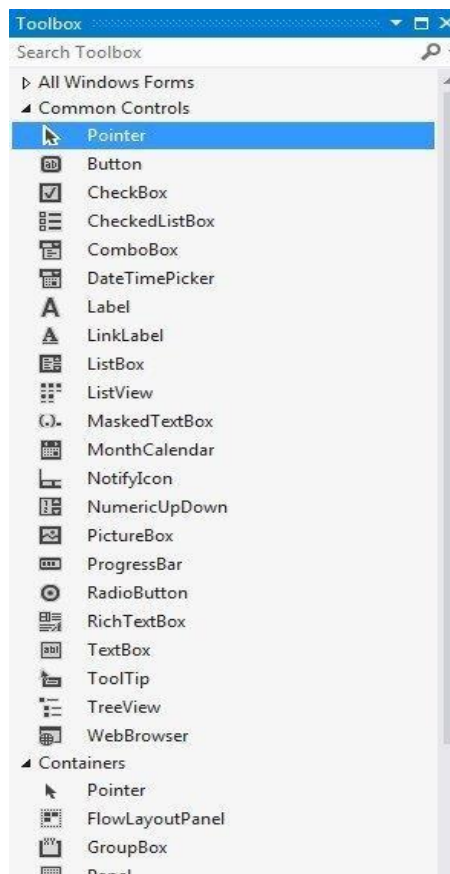 Toolbox
Search Toolbox
All Windows Forms
Common Controls
Pointer
Button
CheckBox
CheckedListBox
ComboBox
DateTimePicker
Label
LinkLabel
ListBox
ListView
MaskedTextBox
MonthCalendar
NotifyIcon
NumericUpDown
PictureBox
ProgressBar
RadioButton
RichTextBox
TextBox
ToolTip
TreeView
WebBrowser
Containers
Pointer
FlowLayoutPanel
GroupBox
Panel